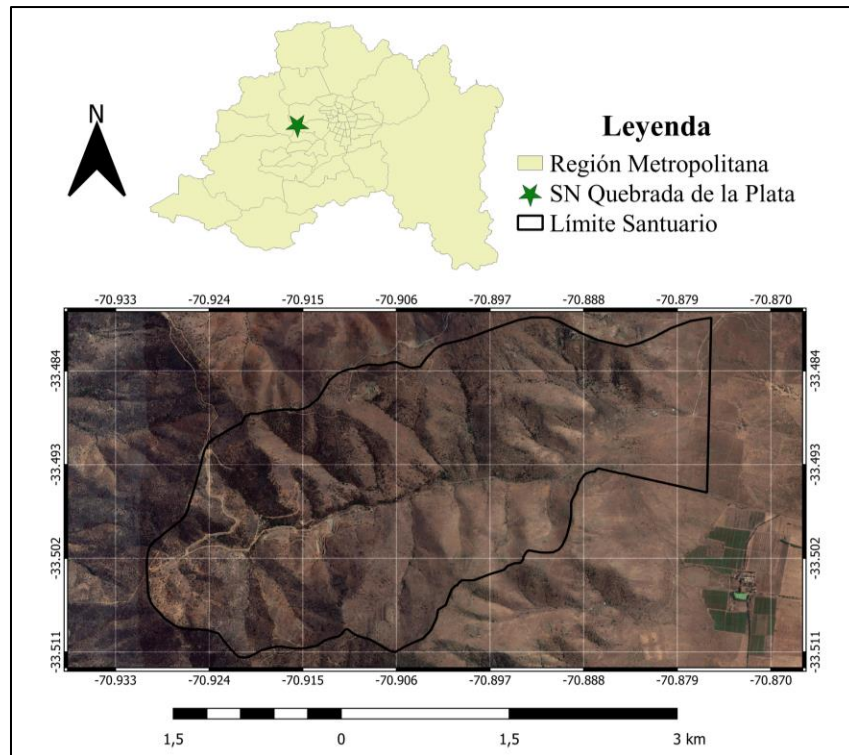 N
Leyenda
Región Metropolitana
SN Quebrada de la Plata
Límite Santuario
-70.933 -70.924 -70.915 -70.906 -70.897 -70.888 -70.879 -70.870
-33.484 -33.484
-33.493 -33.493
-33.502 -33.502
-33.511 -33.511
-70.933 -70.924 -70.915 -70.906 -70.897 -70.888 -70.879 -70.870
1,5 0 1,5 3 km